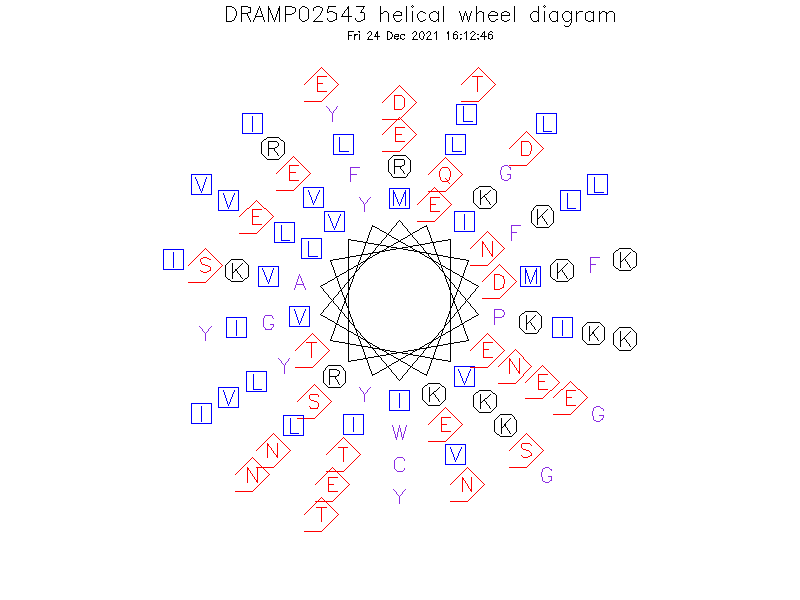 DRAMP02543 helical wheel diagram
Fri 24 Dec 2021 16:12:46
E T
D
Y L
I L
E
R L L D
R
E F Q G
V L
V V Y M E K L
E V I K
L F
L N
I S K V A D M K F K
Y I G V P K I K K
T E
Y N
L R V E
V S Y I K K E
I G
L I W E K
N T V S
C
N G
E N
Y
T